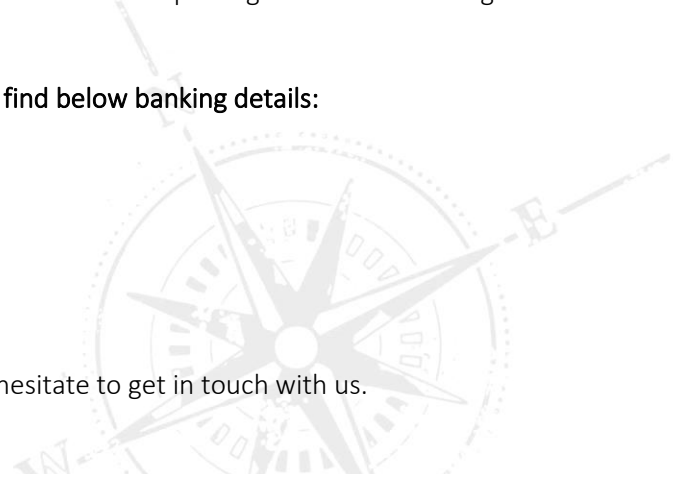 find below banking details:
N
E
hesitate to get in touch with us.
W